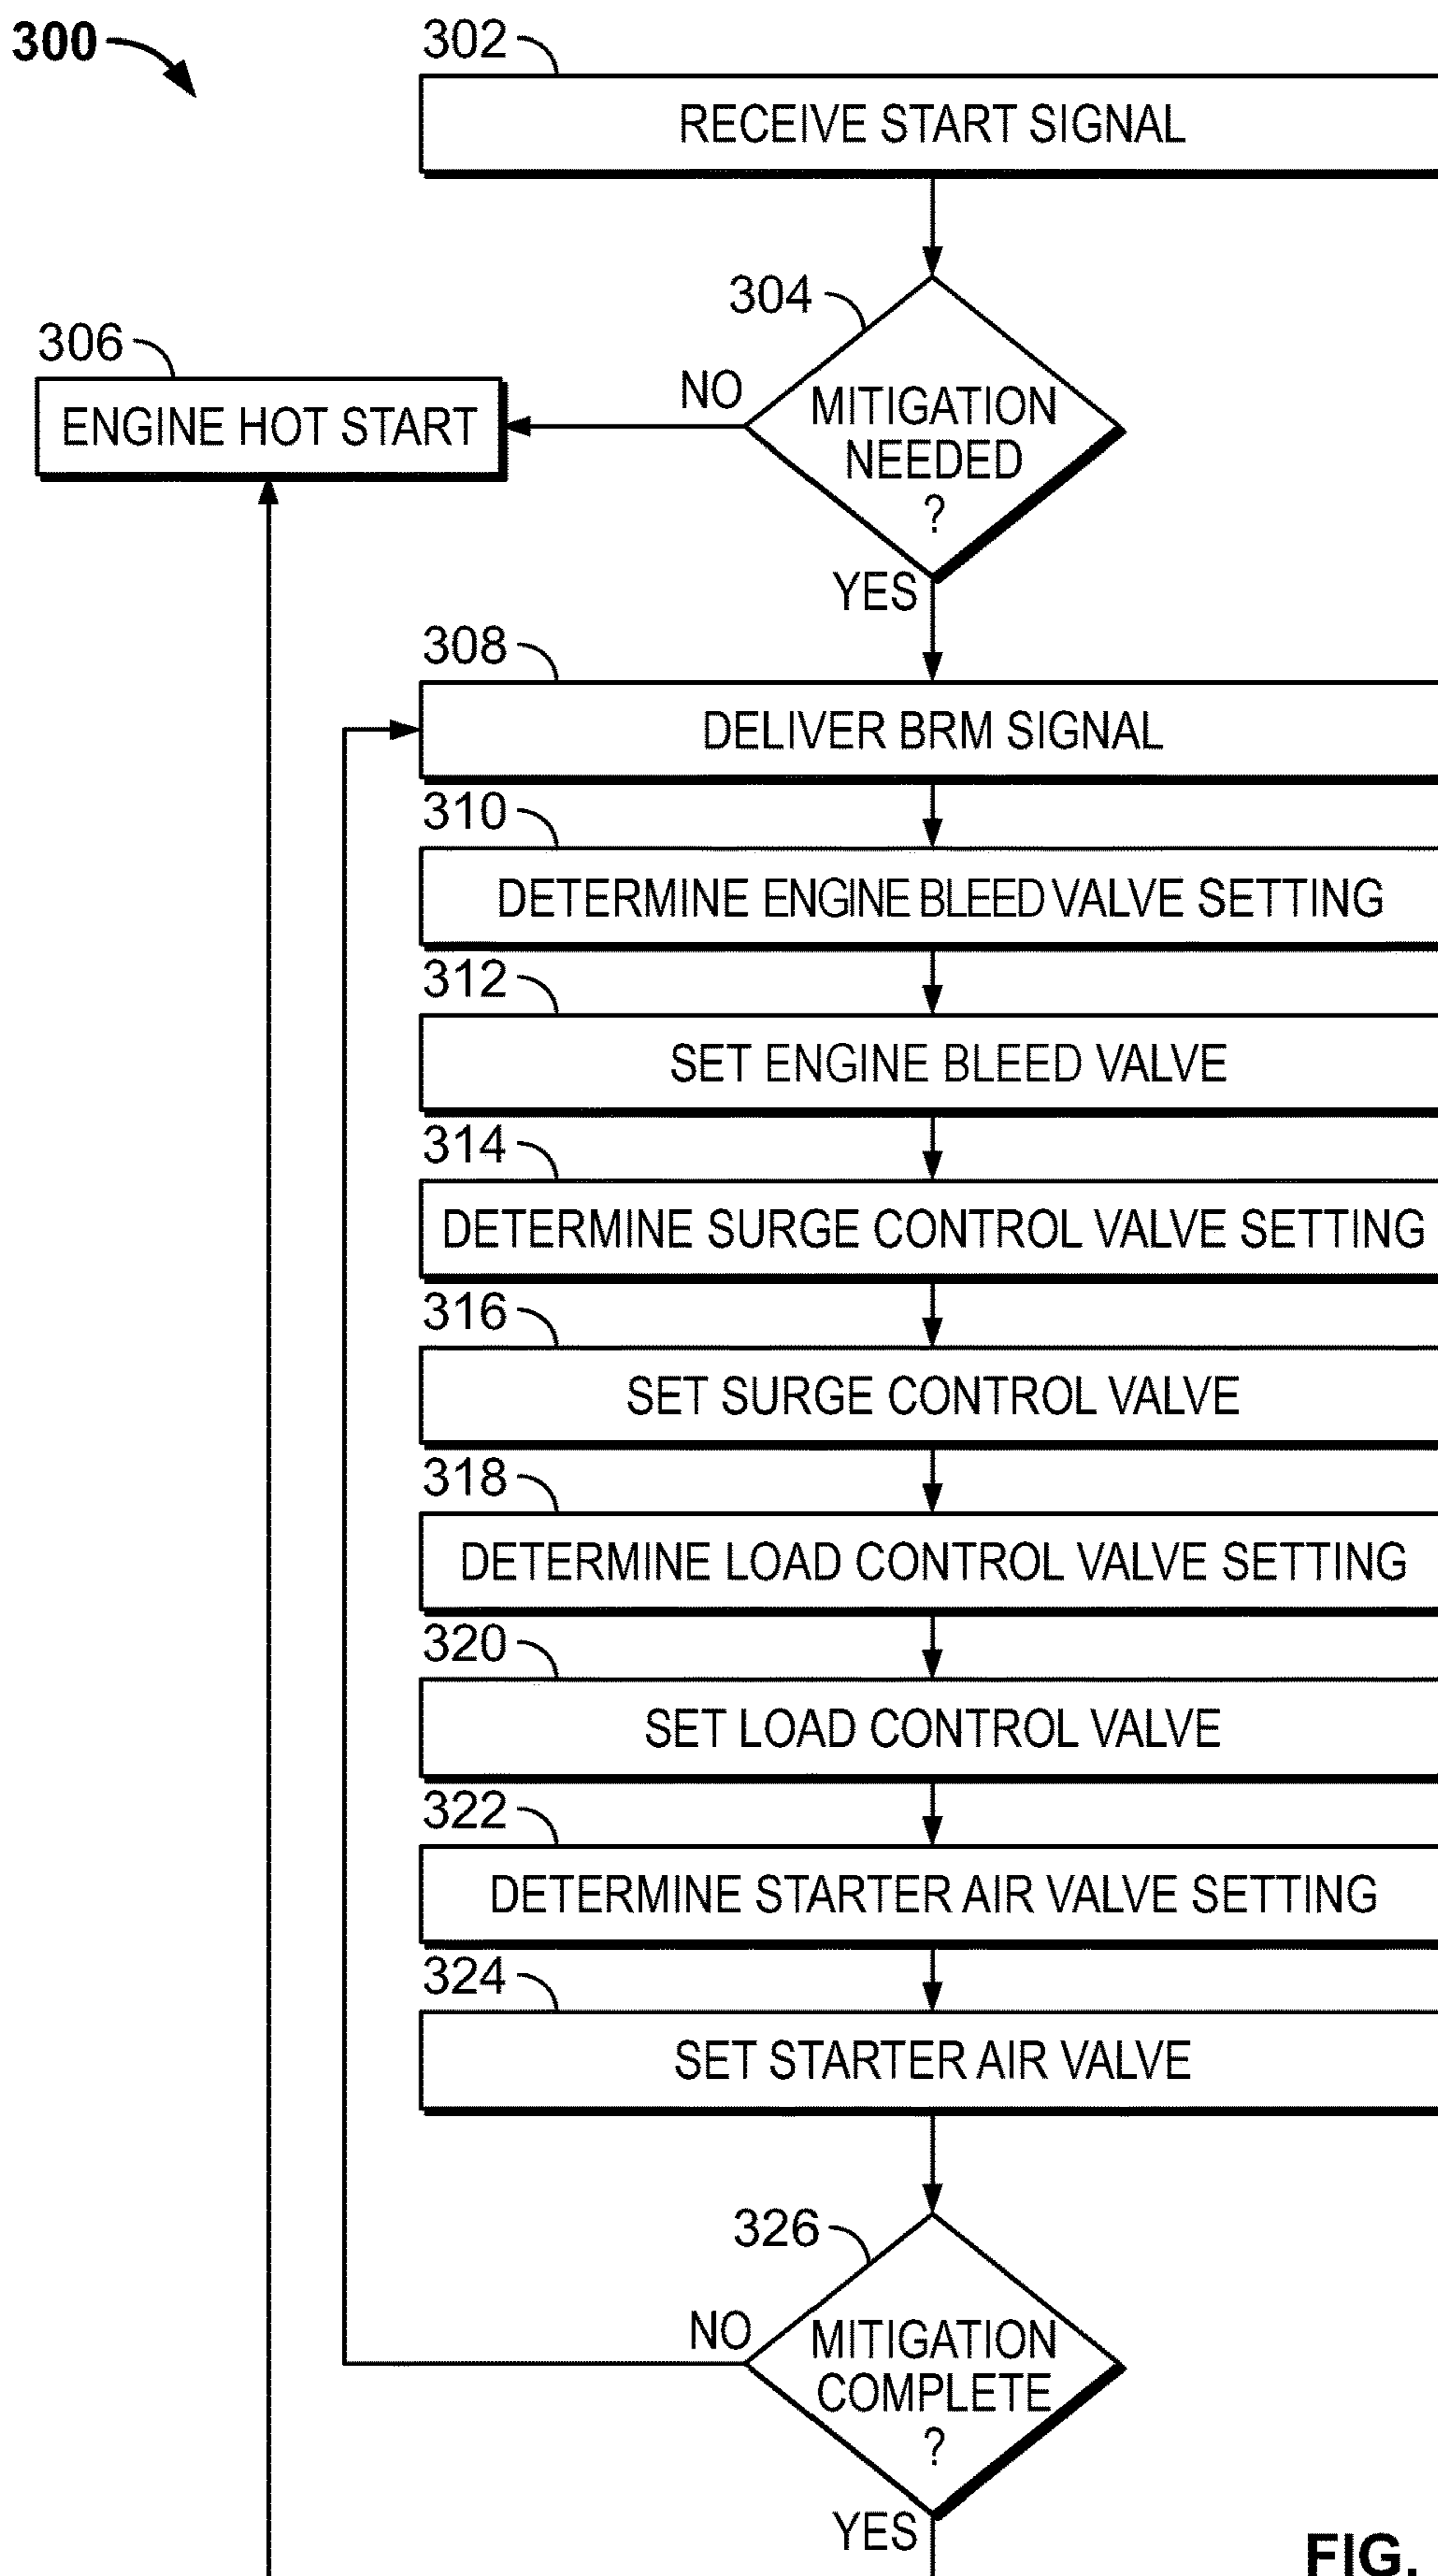 300
302
RECEIVE START SIGNAL
304
306
NO
ENGINE HOT START
MITIGATION
NEEDED
?
YES
308
DELIVER BRM SIGNAL
310
DETERMINE ENGINE BLEED VALVE SETTING
312
SET ENGINE BLEED VALVE
314
DETERMINE SURGE CONTROL VALVE SETTING
316
SET SURGE CONTROL VALVE
318
DETERMINE LOAD CONTROL VALVE SETTING
320
SET LOAD CONTROL VALVE
322
DETERMINE STARTER AIR VALVE SETTING
324
SET STARTER AIR VALVE
326
NO
MITIGATION
COMPLETE
?
YES
FIG.